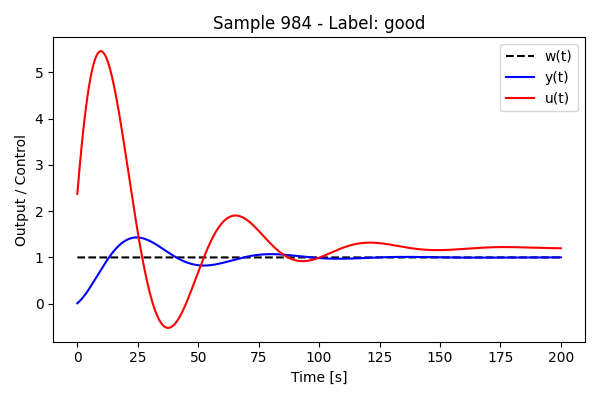 Sample 984 - Label: good
Output / Control
5
4
3
2
1
0
w(t)
y(t)
u(t)
0 25 50 75 100 125 150 175 200
Time [s]